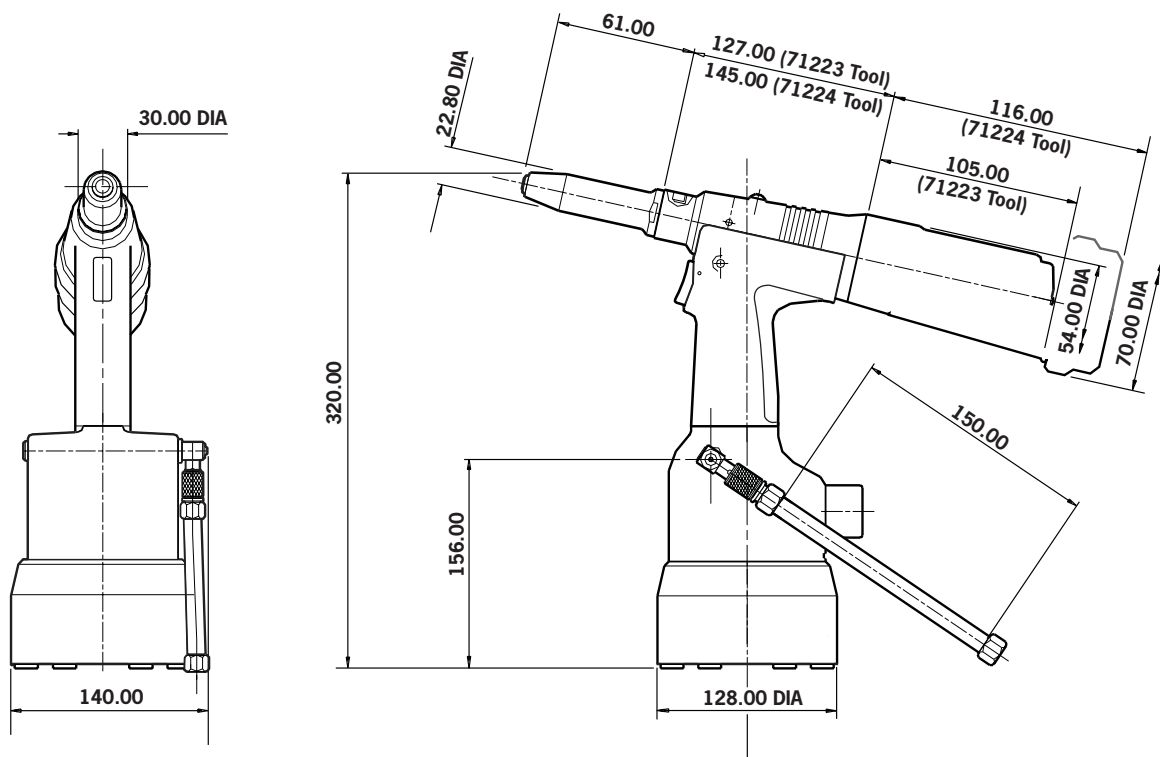 30.00 DIA
140.00
61.00
127.00 (71223 Tool)
145.00 (71224 Tool)
116.00
(71224 Tool)
105.00
(71223 Tool)
22.80 DIA
320.00
156.00
54.00 DIA
70.00 DIA
150.00
128.00 DIA